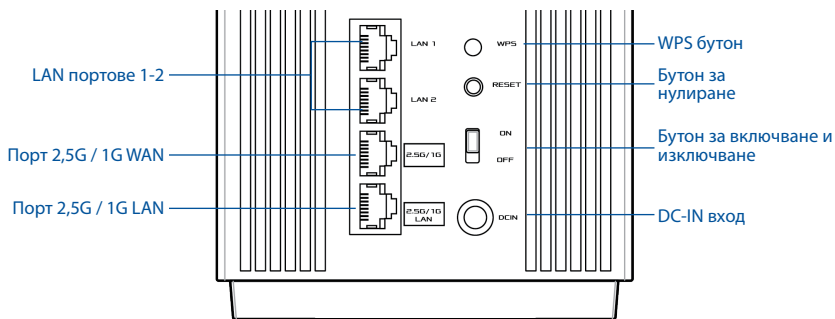 LAN портове 1-2
Порт 2,5G / 1G WAN
Порт 2,5G / 1G LAN
LAN 1
LAN 2
2.5G/1G
2.5G/1G
LAN
WPS
RESET
ON
OFF
DCIN
WPS бутон
Бутон за
нулиране
Бутон за включване и
изключване
DC-IN вход